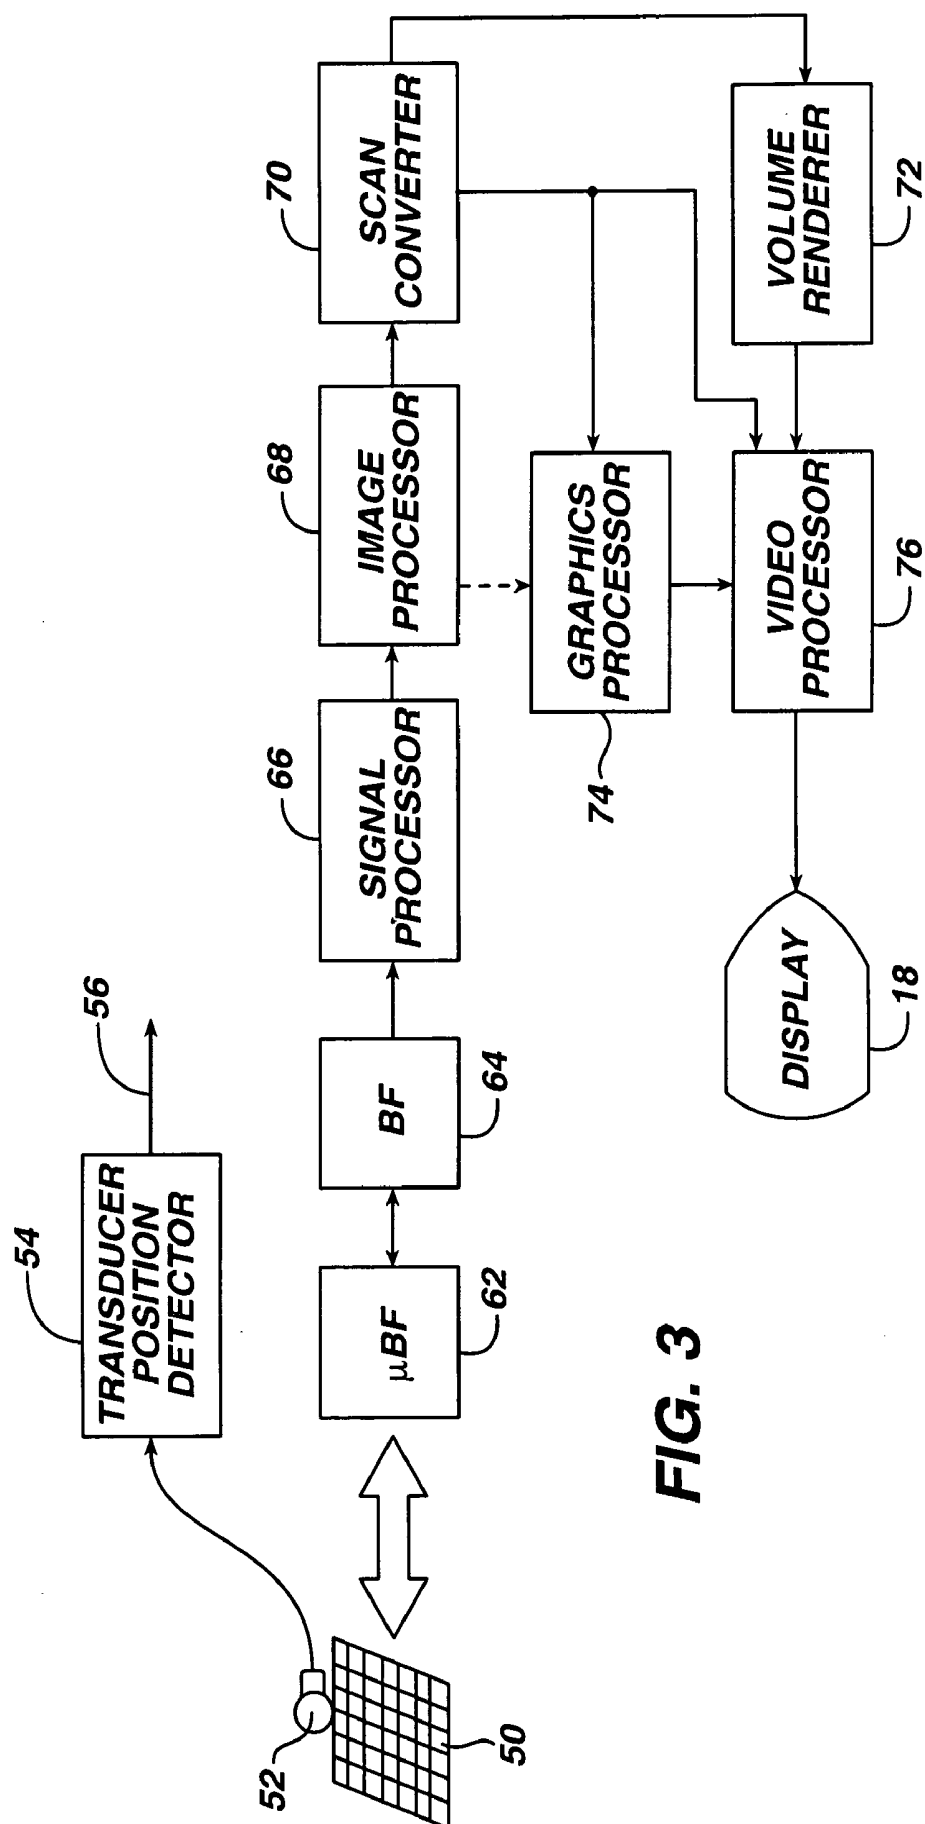 54
TRANSDUCER
POSITION
DETECTOR
56
52
50
µBF
62
BF
64
66
SIGNAL
PROCESSOR
68
IMAGE
PROCESSOR
70
SCAN
CONVERTER
GRAPHICS
PROCESSOR
74
DISPLAY
18
VIDEO
PROCESSOR
76
VOLUME
RENDERER
72
FIG. 3